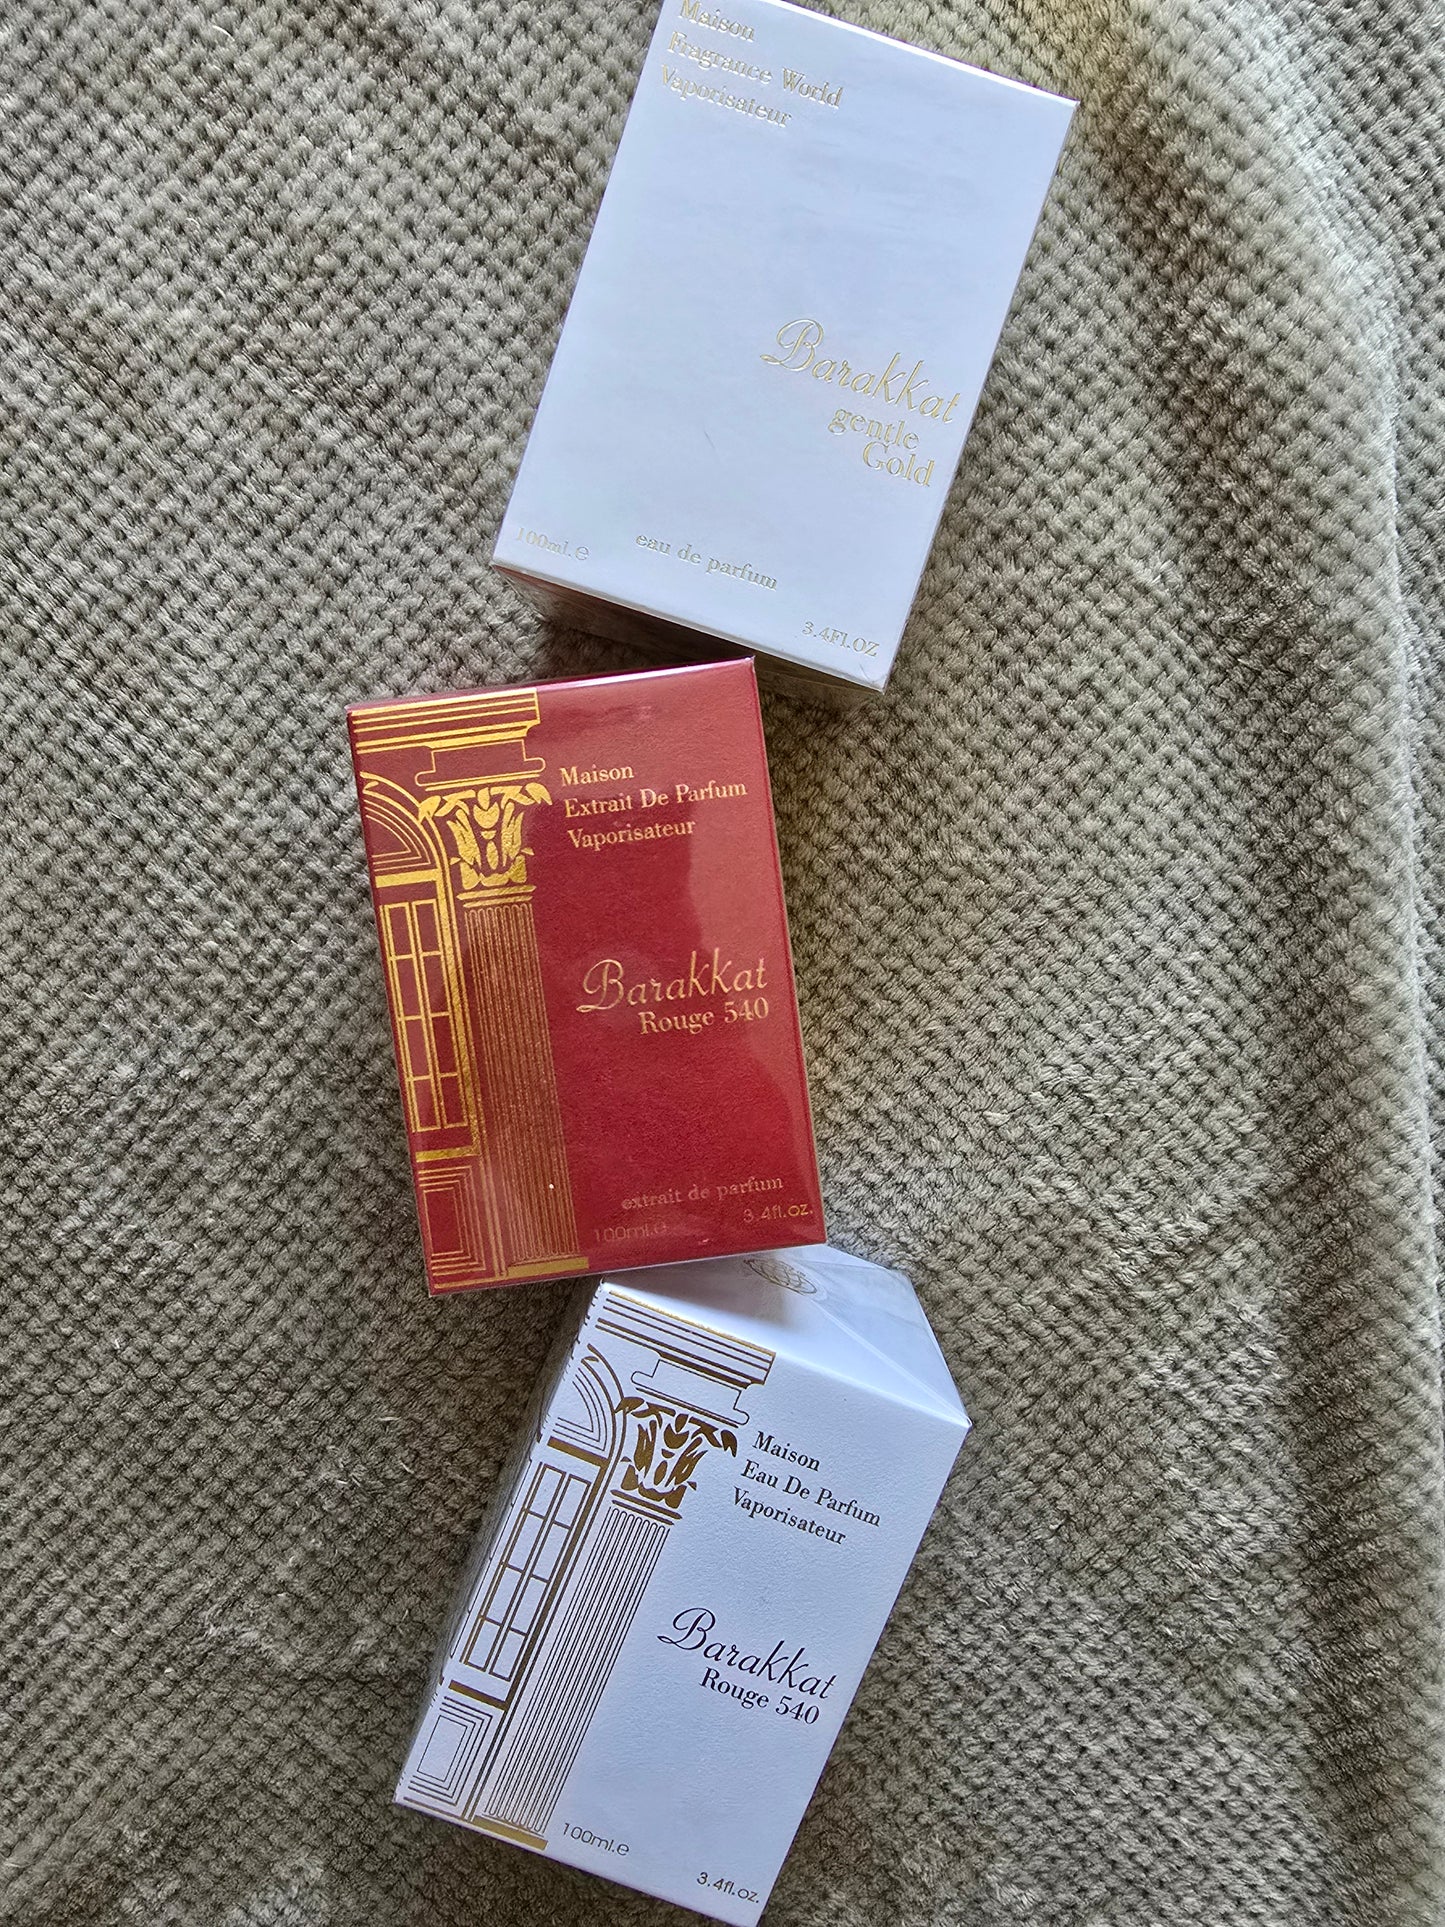 Maison
Fragrance World
Vaporisateur
Barakkat
gentle
Gold
100ml.e
eau de parfum
3.4Fl.OZ
Maison
Extrait De Parfum
Vaporisateur
Barakkat
Rouge 540
extrait de parfum
100ml.e
3.4fl.oz.
Maison
Eau De Parfum
Vaporisateur
Barakkat
Rouge 540
100ml.e
3.4fl.oz.